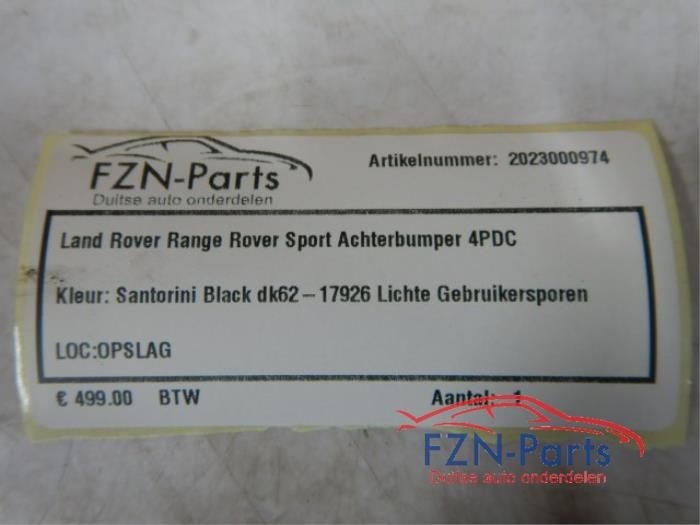 FZN-Parts
Duitse auto onderdelen
Artikelnummer: 2023000974
Land Rover Range Rover Sport Achterbumper 4PDC
Kleur: Santorini Black dk62-17926 Lichte Gebruikersporen
LOC:OPSLAG
€ 499.00 BTW
Aantal: 1
FZN-Parts
Duitse auto onderdelen